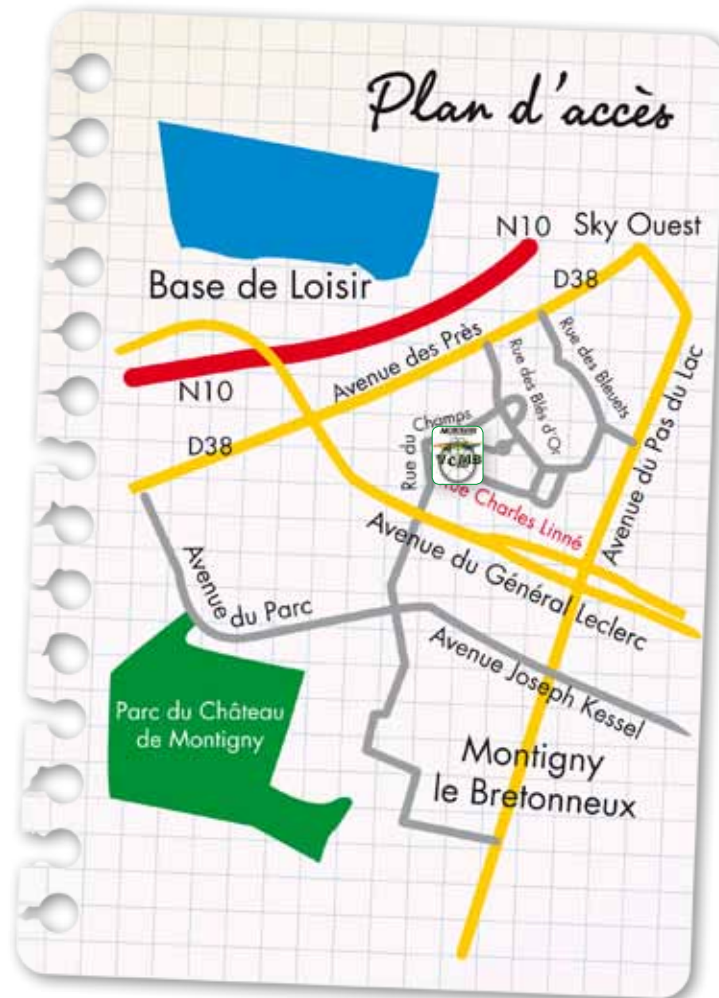 Plan d'accès
N10
Sky Ouest
D38
Base de Loisir
Avenue des Près
Rue des Bleuets
Rue des Blés d'Or
N10
Champs
Rue du
D38
VCMB
Avenue du Pas du Lac
rue Charles Linné
Avenue du Général Leclerc
Avenue
du Parc
Avenue Joseph Kessel
Parc du Château
de Montigny
Montigny
le Bretonneux